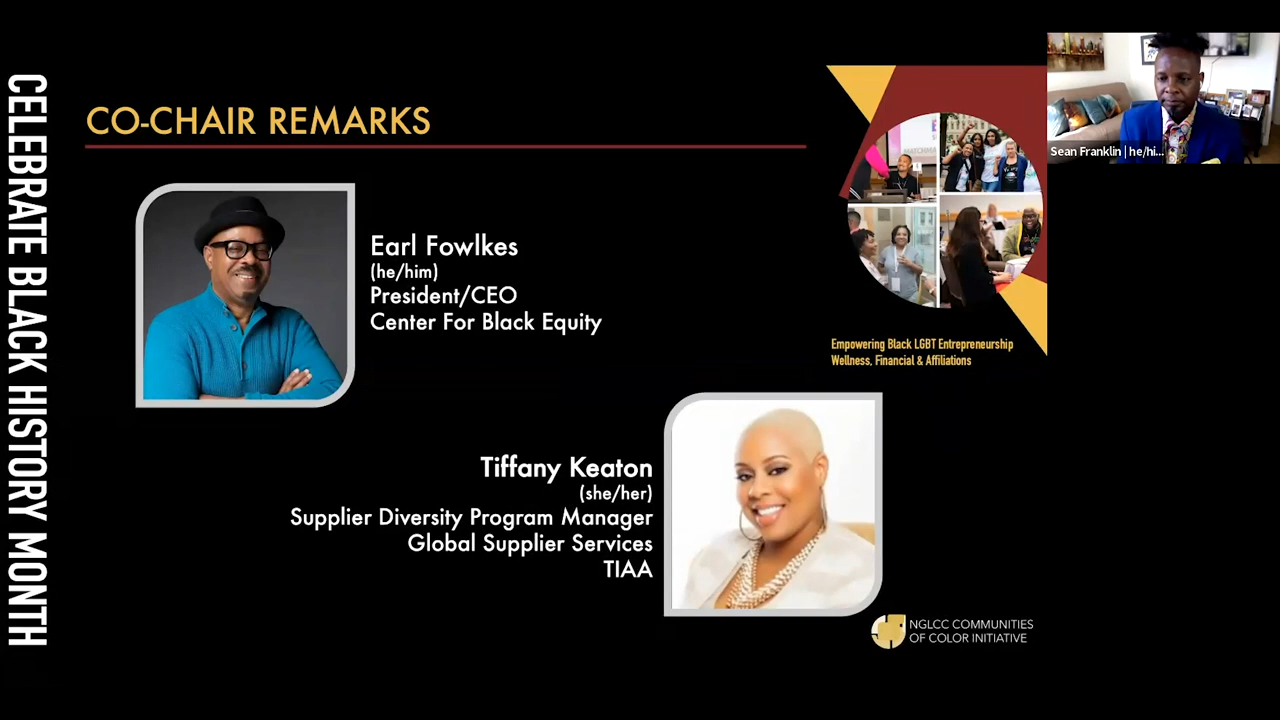 CELEBRATE BLACK HISTORY MONTH
CO-CHAIR REMARKS
Sean Franklin | he/hi...
Earl Fowlkes
(he/him)
President/CEO
Center For Black Equity
Empowering Black LGBT Entrepreneurship
Wellness, Financial & Affiliations
Tiffany Keaton
(she/her)
Supplier Diversity Program Manager
Global Supplier Services
TIAA
NGLCC COMMUNITIES
OF COLOR INITIATIVE